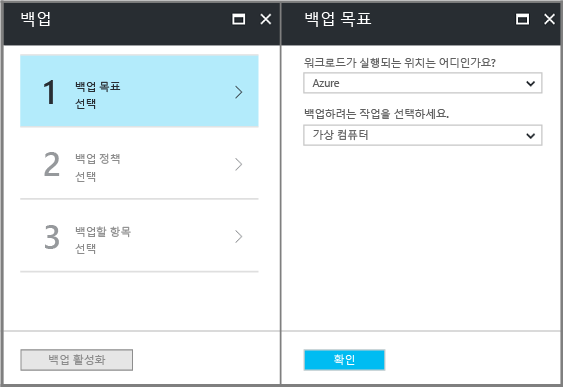 백업
1
백업 목표
선택
2
백업 정책
선택
3
백업할 항목
선택
백업 활성화
백업 목표
워크로드가 실행되는 위치는 어디인가요?
Azure
백업하려는 작업을 선택하세요.
가상 컴퓨터
확인